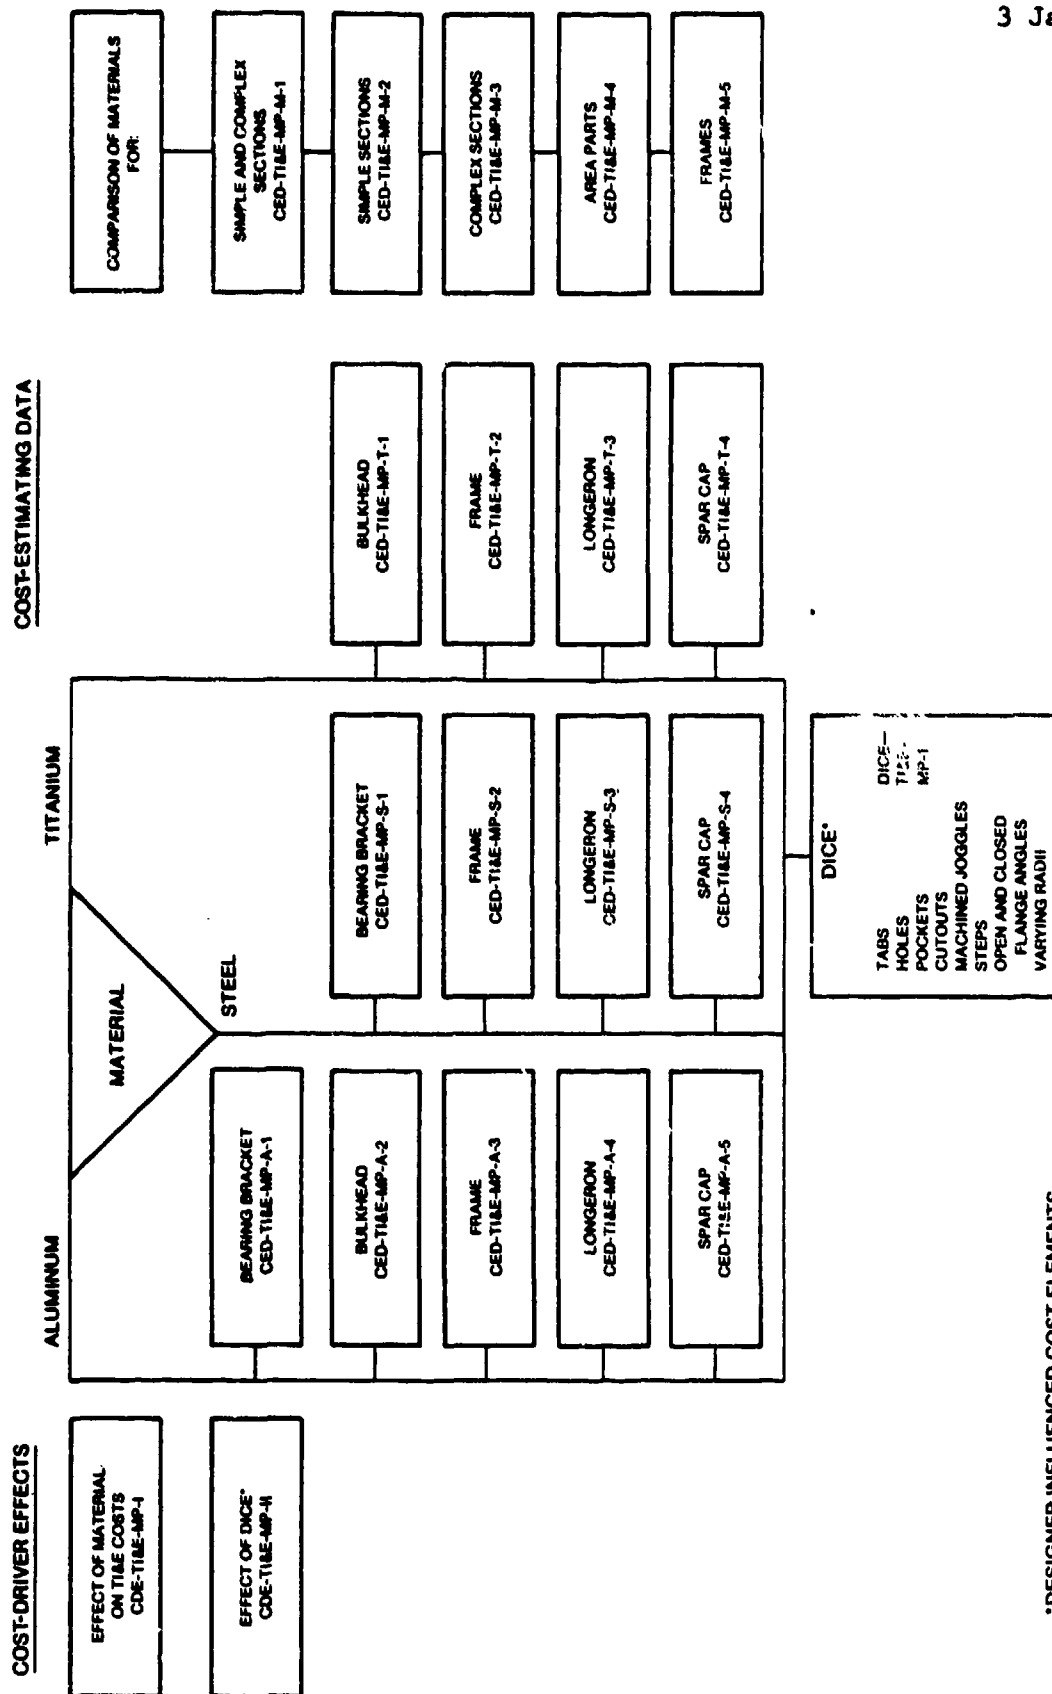 3 Ja
COST-DRIVER EFFECTS
EFFECT OF MATERIAL
ON TI&E COSTS
CDE-TI&E-MP-I
EFFECT OF DICE*
CDE-TI&E-MP-II
COST-ESTIMATING DATA
ALUMINUM
MATERIAL
TITANIUM
STEEL
BEARING BRACKET
CED-TI&E-MP-A-1
BULKHEAD
CED-TI&E-MP-A-2
FRAME
CED-TI&E-MP-A-3
LONGERON
CED-TI&E-MP-A-4
SPAR CAP
CED-TI&E-MP-A-5
BEARING BRACKET
CED-TI&E-MP-S-1
FRAME
CED-TI&E-MP-S-2
LONGERON
CED-TI&E-MP-S-3
SPAR CAP
CED-TI&E-MP-S-4
BULKHEAD
CED-TI&E-MP-T-1
FRAME
CED-TI&E-MP-T-2
LONGERON
CED-TI&E-MP-T-3
SPAR CAP
CED-TI&E-MP-T-4
COMPARISON OF MATERIALS
FOR:
SIMPLE AND COMPLEX
SECTIONS
CED-TI&E-MP-M-1
SIMPLE SECTIONS
CED-TI&E-MP-M-2
COMPLEX SECTIONS
CED-TI&E-MP-M-3
AREA PARTS
CED-TI&E-MP-M-4
FRAMES
CED-TI&E-MP-M-5
DICE*
TABS
HOLES
POCKETS
CUTOUTS
MACHINED JOGGLES
STEPS
OPEN AND CLOSED
FLANGE ANGLES
VARYING RADII
DICE—
TI&E-
MP-1
*DESIGNER INFLUENCED COST ELEMENTS